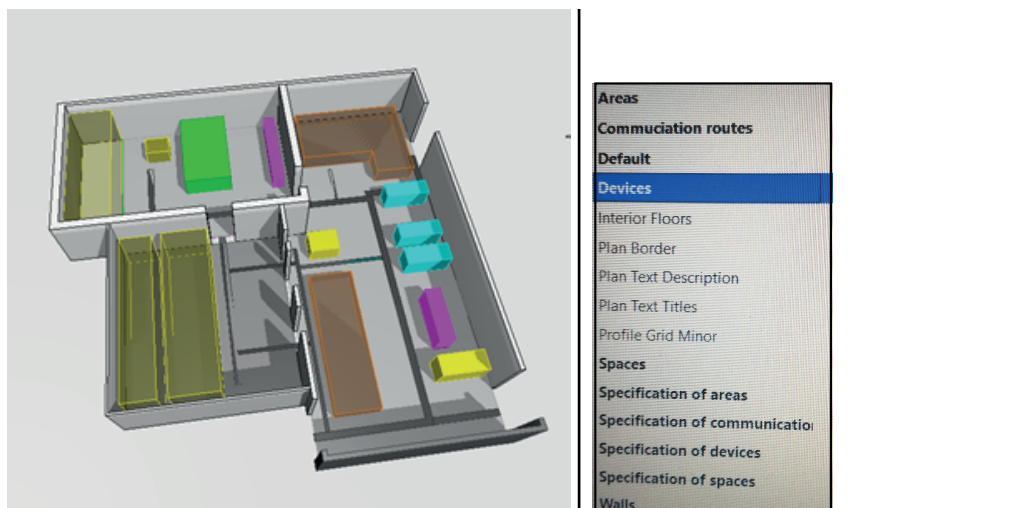 Areas
Commuciation routes
Default
Devices
Interior Floors
Plan Border
Plan Text Description
Plan Text Titles
Profile Grid Minor
Spaces
Specification of areas
Specification of communicatio
Specification of devices
Specification of spaces
Walls